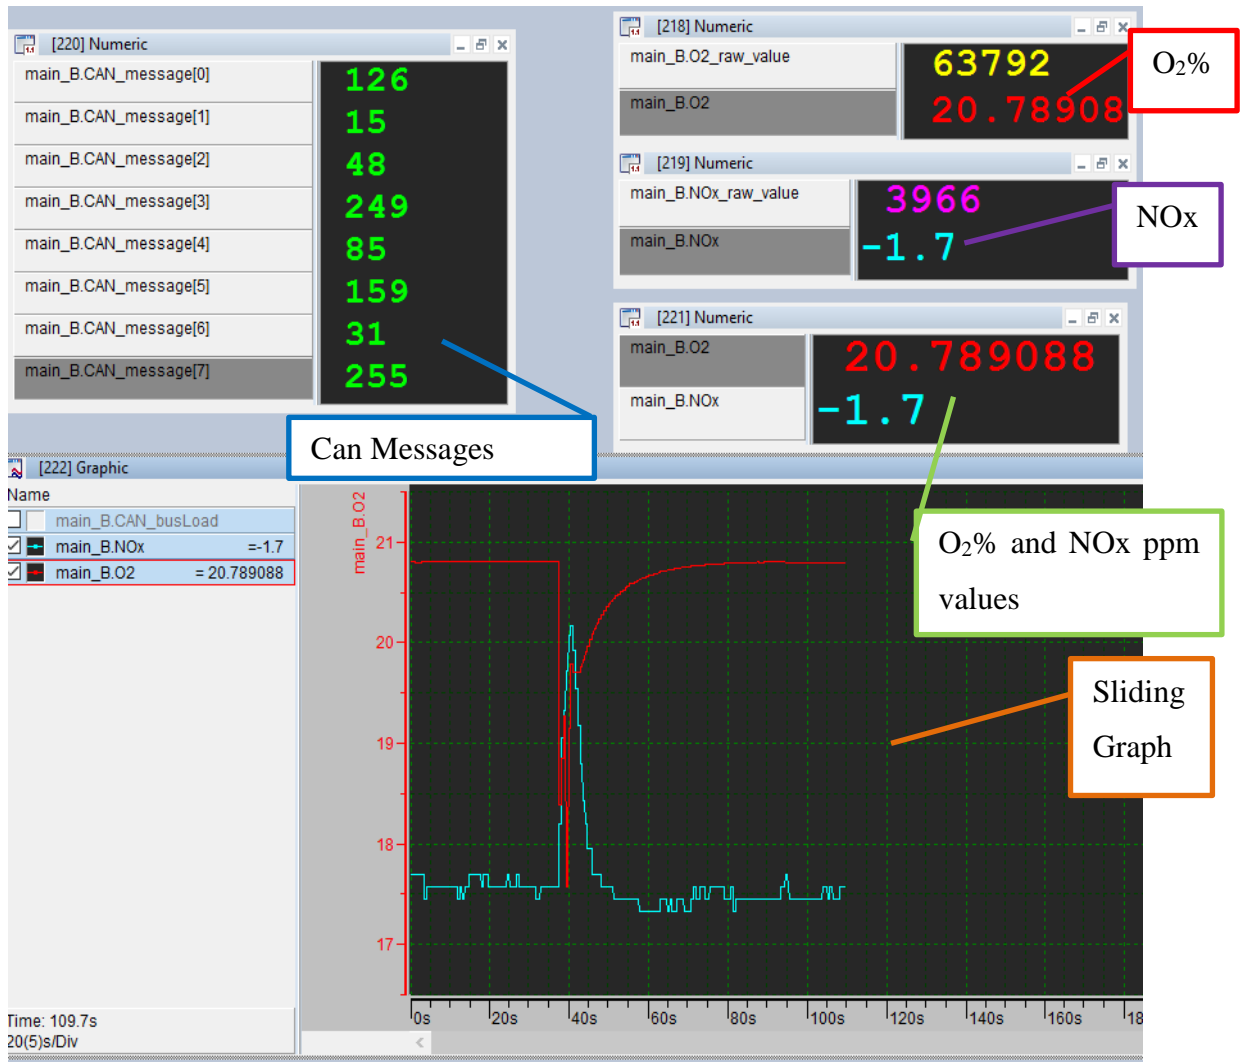 [220] Numeric
main_B.CAN_message[0] 126
main_B.CAN_message[1] 15
main_B.CAN_message[2] 48
main_B.CAN_message[3] 249
main_B.CAN_message[4] 85
main_B.CAN_message[5] 159
main_B.CAN_message[6] 31
main_B.CAN_message[7] 255
Can Messages
[218] Numeric
main_B.O2_raw_value 63792
main_B.O2 20.78908
O₂%
[219] Numeric
main_B.NOx_raw_value 3966
main_B.NOx -1.7
NOx
[221] Numeric
main_B.O2 20.789088
main_B.NOx -1.7
O₂% and NOx ppm
values
[222] Graphic
Name
main_B.CAN_busLoad
main_B.NOx =-1.7
main_B.O2 = 20.789088
main_B.O2
21
20
19
18
17
Sliding
Graph
0s 20s 40s 60s 80s 100s 120s 140s 160s 18
Time: 109.7s
20(5)s/Div